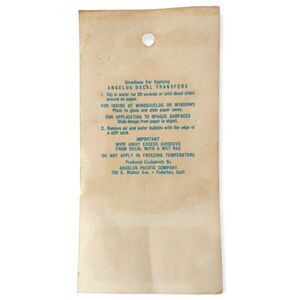 Directions For Applying
ANGELUS DECAL TRANSFERS
1. Dip in water for 20 seconds or until decal slides
around on paper.
FOR INSIDE OF WINDSHIELDS OR WINDOWS
Place to glass and slide paper away.
FOR APPLICATION TO OPAQUE SURFACES
Slide design from paper to object.
2. Remove air and water bubbles with the edge of
a stiff card.
IMPORTANT
WIPE AWAY EXCESS ADHESIVE
FROM DECAL WITH A WET RAG
DO NOT APPLY IN FREEZING TEMPERATURE
Produced Exclusively By
ANGELUS PACIFIC COMPANY
700 E. Walnut Ave. • Fullerton, Calif.